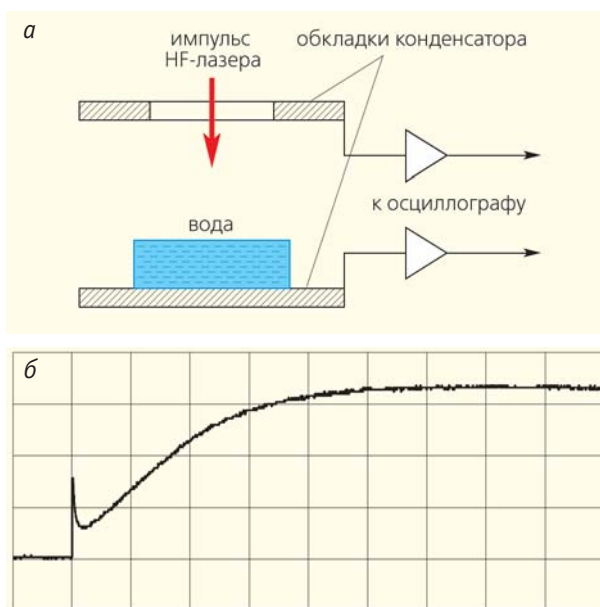 а
импульс
HF-лазера
обкладки конденсатора
к осциллографу
вода
б